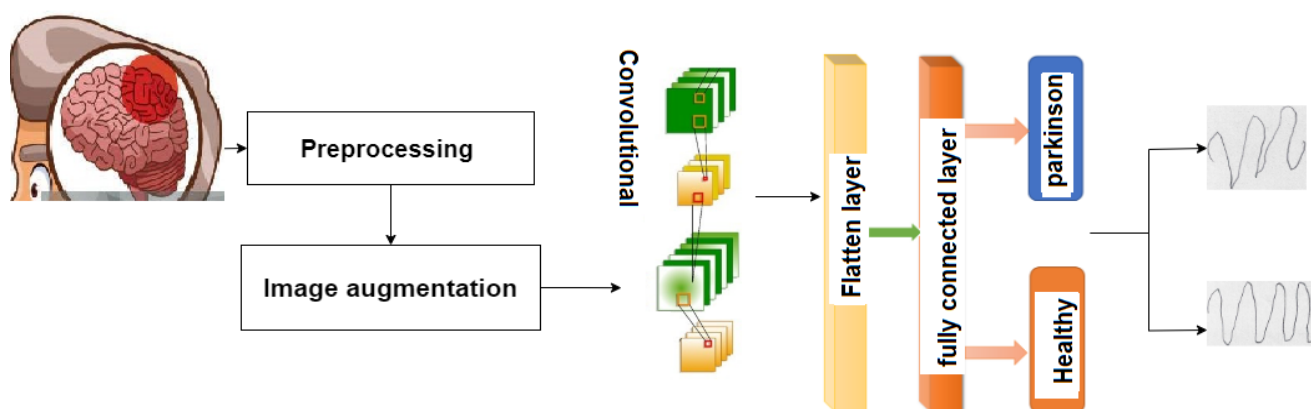 Preprocessing
Image augmentation
Convolutional
Flatten layer
fully connected layer
parkinson
Healthy